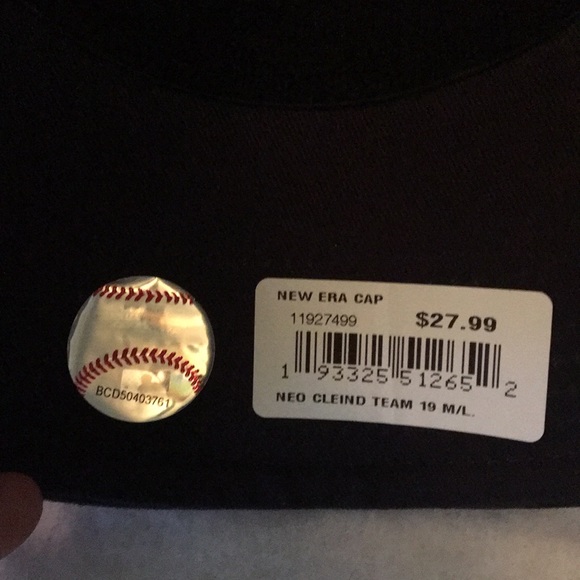 NEW ERA CAP
11927499 $27.99
1 93325 51265 2
NEO CLEIND TEAM 19 M/L.
BCD50403761